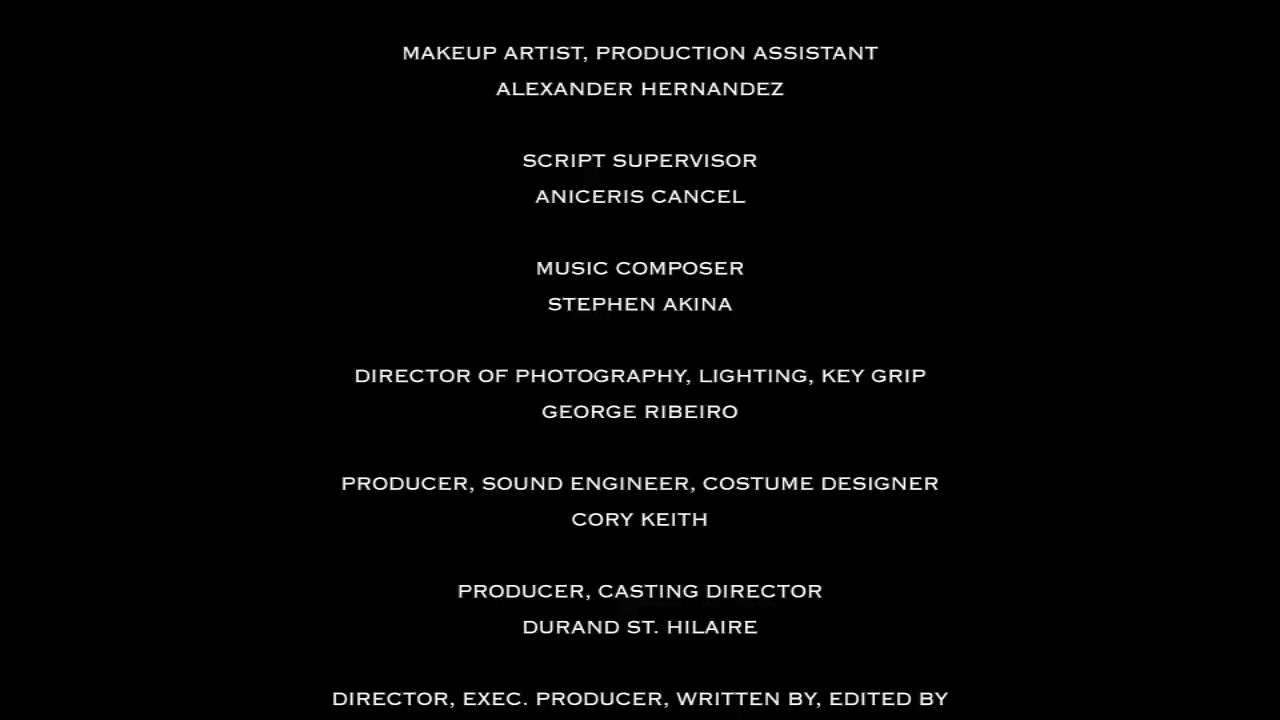 MAKEUP ARTIST, PRODUCTION ASSISTANT
ALEXANDER HERNANDEZ
SCRIPT SUPERVISOR
ANICERIS CANCEL
MUSIC COMPOSER
STEPHEN AKINA
DIRECTOR OF PHOTOGRAPHY, LIGHTING, KEY GRIP
GEORGE RIBEIRO
PRODUCER, SOUND ENGINEER, COSTUME DESIGNER
CORY KEITH
PRODUCER, CASTING DIRECTOR
DURAND ST. HILAIRE
DIRECTOR, EXEC. PRODUCER, WRITTEN BY, EDITED BY